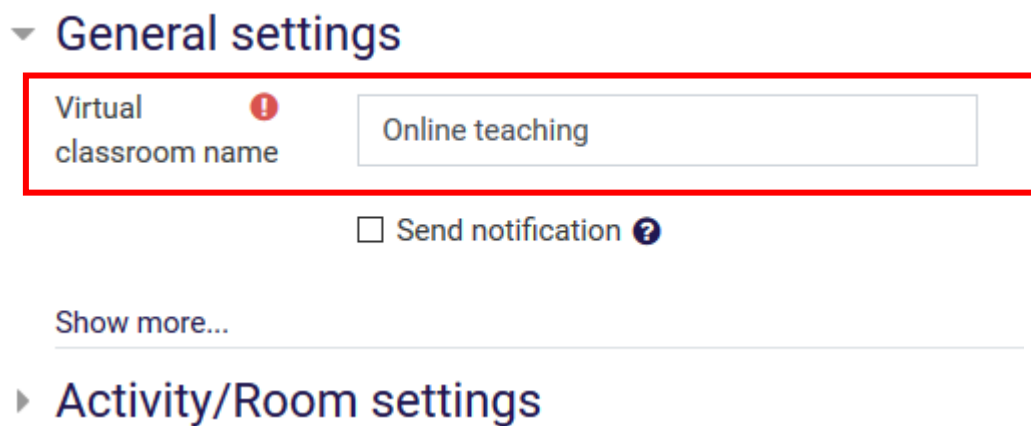 General settings
Virtual
classroom name
Online teaching
Send notification
Show more...
Activity/Room settings